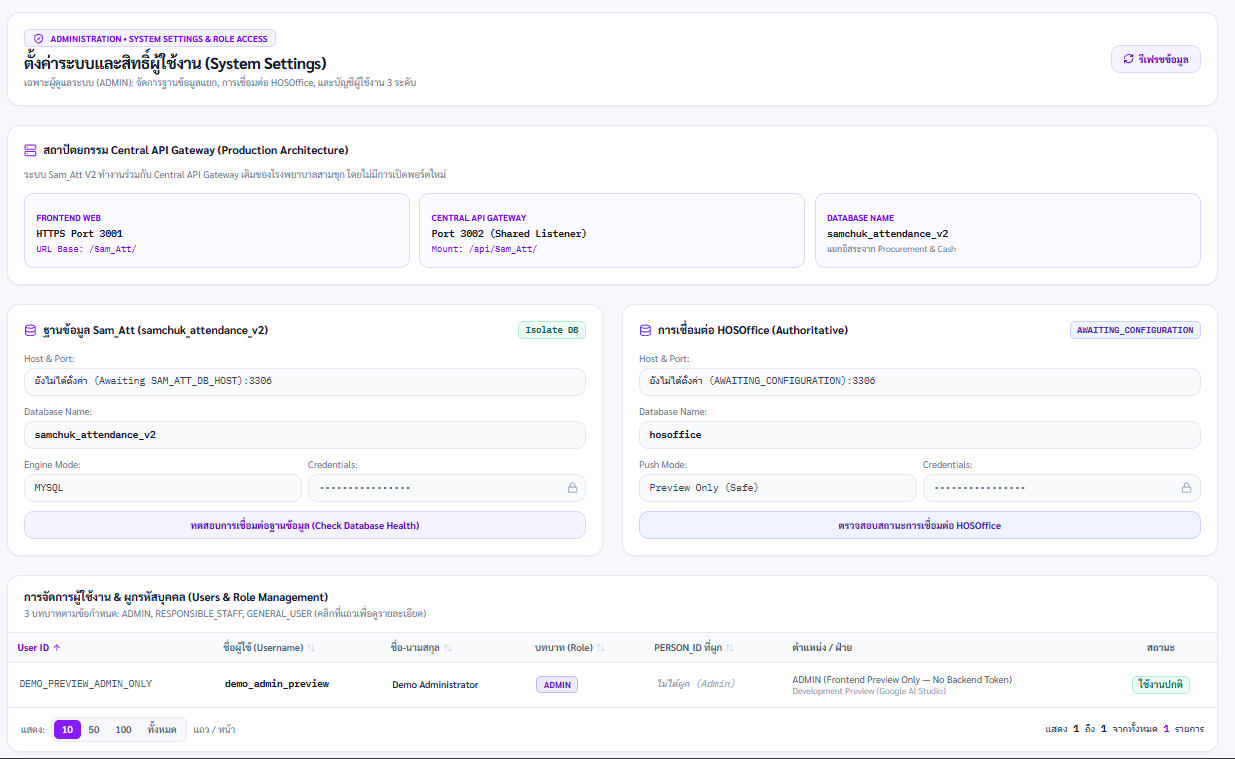 ADMINISTRATION • SYSTEM SETTINGS & ROLE ACCESS
ตั้งค่าระบบและสิทธิ์ผู้ใช้งาน (System Settings)
เฉพาะผู้ดูแลระบบ (ADMIN): จัดการฐานข้อมูลแยก, การเชื่อมต่อ HOSOffice, และบัญชีผู้ใช้งาน 3 ระดับ
รีเฟรชข้อมูล
สถาปัตยกรรม Central API Gateway (Production Architecture)
ระบบ Sam_Att V2 ทำงานร่วมกับ Central API Gateway เดิมของโรงพยาบาลสามชุก โดยไม่มีการเปิดพอร์ตใหม่
FRONTEND WEB
HTTPS Port 3001
URL Base: /Sam_Att/
CENTRAL API GATEWAY
Port 3002 (Shared Listener)
Mount: /api/Sam_Att/
DATABASE NAME
samchuk_attendance_v2
แยกอิสระจาก Procurement & Cash
ฐานข้อมูล Sam_Att (samchuk_attendance_v2)
Isolate DB
Host & Port:
ยังไม่ได้ตั้งค่า (Awaiting SAM_ATT_DB_HOST):3306
Database Name:
samchuk_attendance_v2
Engine Mode:
Credentials:
MYSQL
•••••••••••••••
ทดสอบการเชื่อมต่อฐานข้อมูล (Check Database Health)
การเชื่อมต่อ HOSOffice (Authoritative)
AWAITING_CONFIGURATION
Host & Port:
ยังไม่ได้ตั้งค่า (AWAITING_CONFIGURATION):3306
Database Name:
hosoffice
Push Mode:
Credentials:
Preview Only (Safe)
•••••••••••••••
ตรวจสอบสถานะการเชื่อมต่อ HOSOffice
การจัดการผู้ใช้งาน & ผูกรหัสบุคคล (Users & Role Management)
3 บทบาทตามข้อกำหนด: ADMIN, RESPONSIBLE_STAFF, GENERAL_USER (คลิกที่แถวเพื่อดูรายละเอียด)
User ID ↑ ชื่อผู้ใช้ (Username) ↑↓ ชื่อ-นามสกุล ↑↓ บทบาท (Role) ↑↓ PERSON_ID ที่ผูก ↑↓ ตำแหน่ง / ฝ่าย สถานะ
DEMO_PREVIEW_ADMIN_ONLY demo_admin_preview Demo Administrator ADMIN ไม่ได้ผูก (Admin) ADMIN (Frontend Preview Only — No Backend Token) ใช้งานปกติ
Development Preview (Google AI Studio)
แสดง: 10 50 100 ทั้งหมด แถว / หน้า
แสดง 1 ถึง 1 จากทั้งหมด 1 รายการ